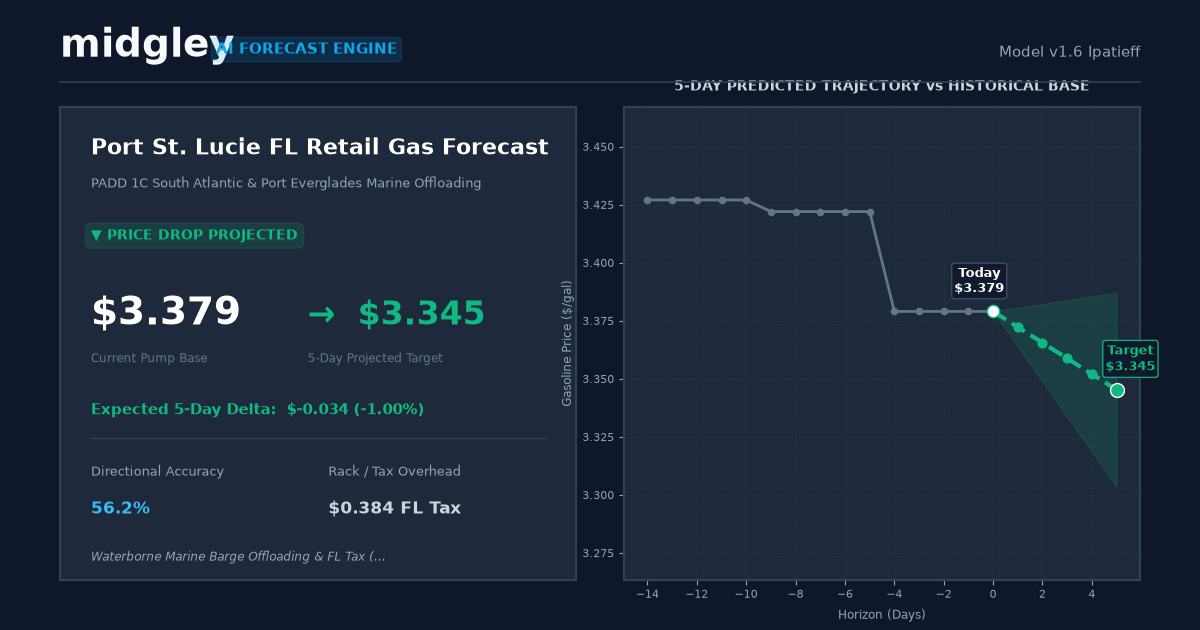 midgley
AI FORECAST ENGINE
Model v1.6 Ipatieff
Port St. Lucie FL Retail Gas Forecast
PADD 1C South Atlantic & Port Everglades Marine Offloading
▼ PRICE DROP PROJECTED
$3.379
→ $3.345
Current Pump Base
5-Day Projected Target
Expected 5-Day Delta: $-0.034 (-1.00%)
Directional Accuracy
Rack / Tax Overhead
56.2%
$0.384 FL Tax
Waterborne Marine Barge Offloading & FL Tax (...
5-DAY PREDICTED TRAJECTORY vs HISTORICAL BASE
Gasoline Price ($/gal)
3.450
3.425
3.400
3.375
3.350
3.325
3.300
3.275
Today
$3.379
Target
$3.345
−14 −12 −10 −8 −6 −4 −2 0 2 4
Horizon (Days)